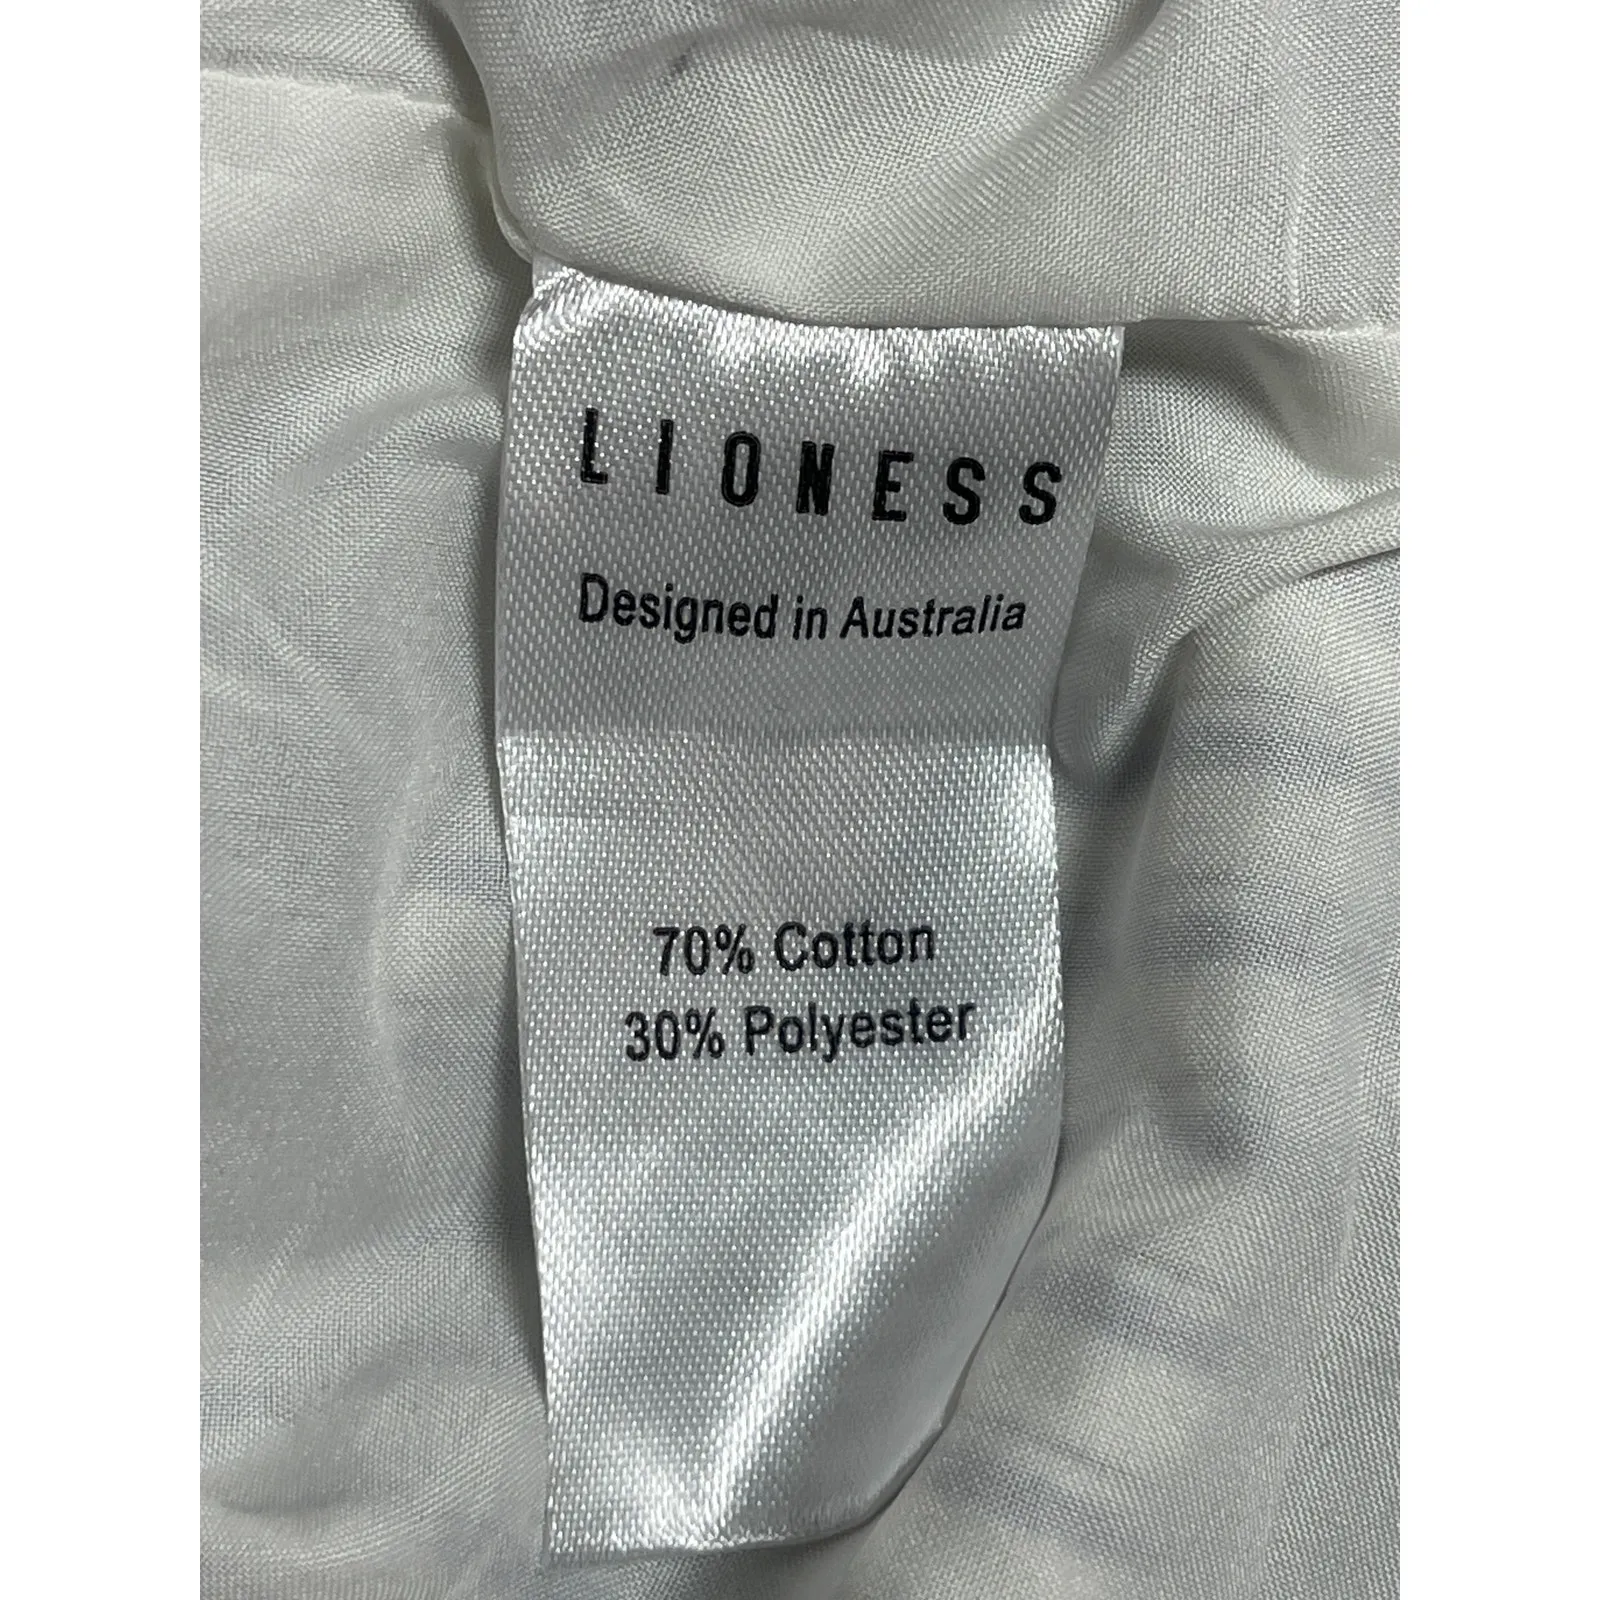 LIONESS
Designed in Australia
70% Cotton
30% Polyester